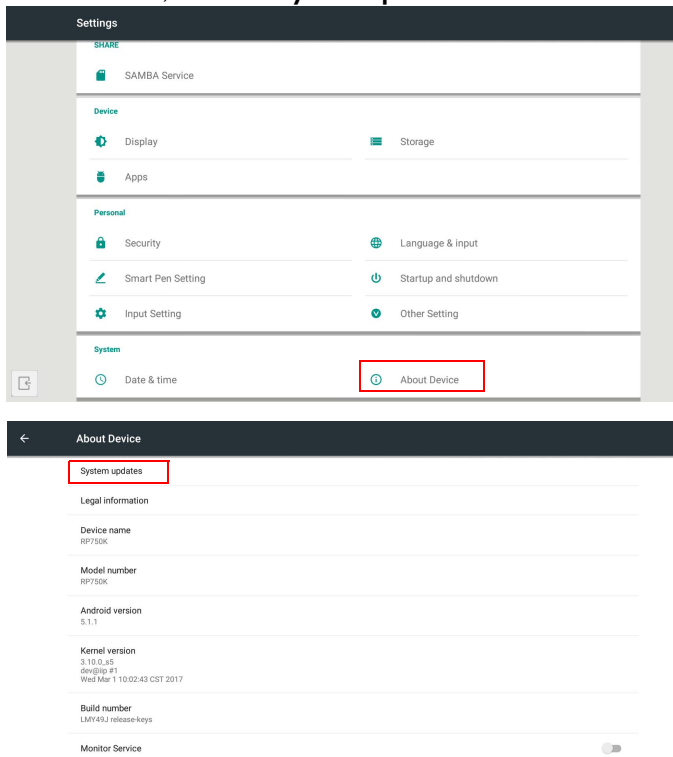 Settings
SHARE
SAMBA Service
Device
Display
Storage
Apps
Personal
Security
Language & input
Smart Pen Setting
Startup and shutdown
Input Setting
Other Setting
System
Date & time
About Device
About Device
System updates
Legal information
Device name
RP750K
Model number
RP750K
Android version
5.1.1
Kernel version
3.10.0_s5
dev@iip #1
Wed Mar 1 10:02:43 CST 2017
Build number
LMY49J release-keys
Monitor Service